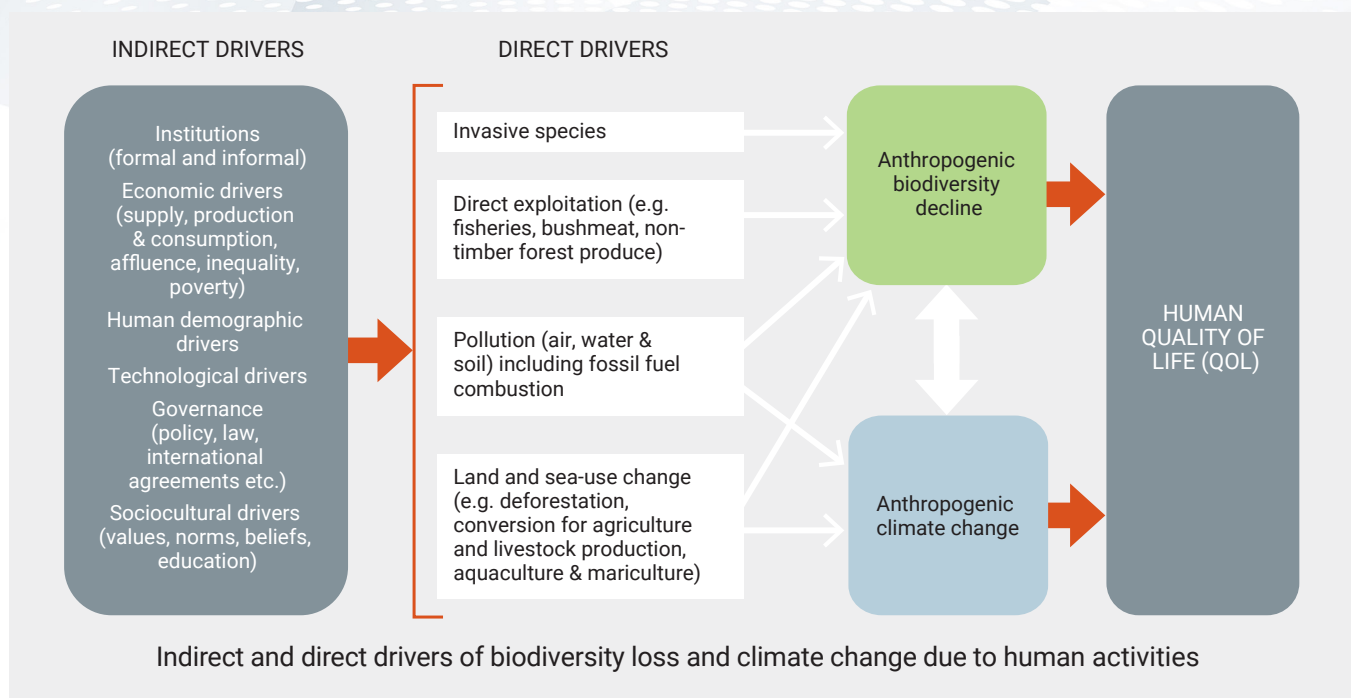 INDIRECT DRIVERS
Institutions
(formal and informal)
Economic drivers
(supply, production
& consumption,
affluence, inequality,
poverty)
Human demographic
drivers
Technological drivers
Governance
(policy, law,
international
agreements etc.)
Sociocultural drivers
(values, norms, beliefs,
education)
DIRECT DRIVERS
Invasive species
Direct exploitation (e.g.
fisheries, bushmeat, non-
timber forest produce)
Pollution (air, water &
soil) including fossil fuel
combustion
Land and sea-use change
(e.g. deforestation,
conversion for agriculture
and livestock production,
aquaculture & mariculture)
Anthropogenic
biodiversity
decline
Anthropogenic
climate change
HUMAN
QUALITY OF
LIFE (QOL)
Indirect and direct drivers of biodiversity loss and climate change due to human activities